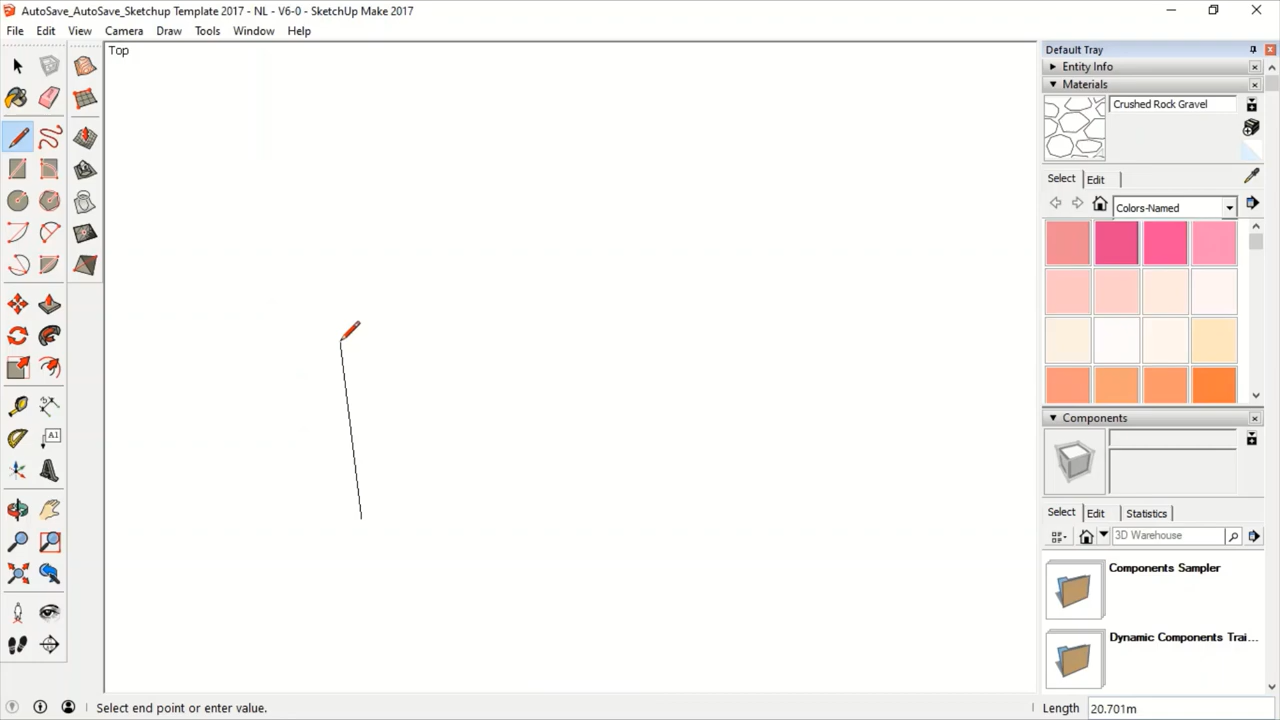 AutoSave_AutoSave_Sketchup Template 2017 - NL - V6-0 - SketchUp Make 2017
File Edit View Camera Draw Tools Window Help
Top
Default Tray
Entity Info
Materials
Crushed Rock Gravel
Select Edit
Colors-Named
A1
Components
Select Edit Statistics
3D Warehouse
Components Sampler
Dynamic Components Trai...
Select end point or enter value.
Length 20.701m